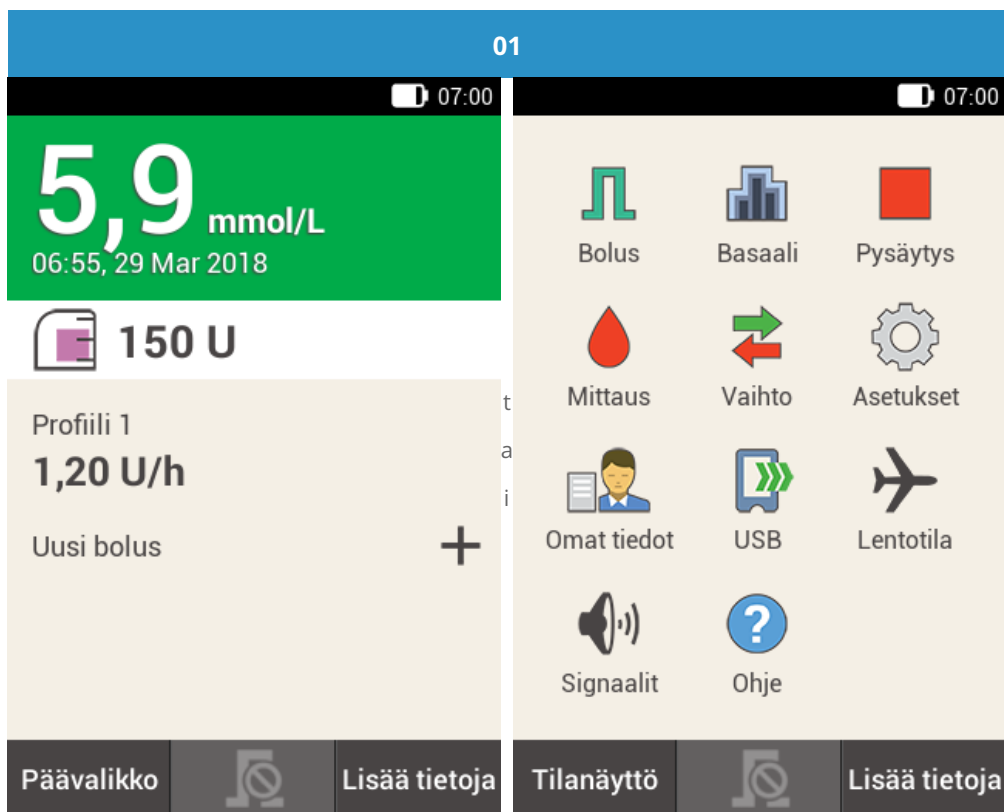 01
07:00
5,9 mmol/L
06:55, 29 Mar 2018
150 U
Profiili 1
1,20 U/h
Uusi bolus
Päävalikko Lisää tietoja
t
a
i
07:00
Bolus Basaali Pysäytys
Mittaus Vaihto Asetukset
Omat tiedot USB Lentotila
Signaalit Ohje
?
Tilanäyttö Lisää tietoja